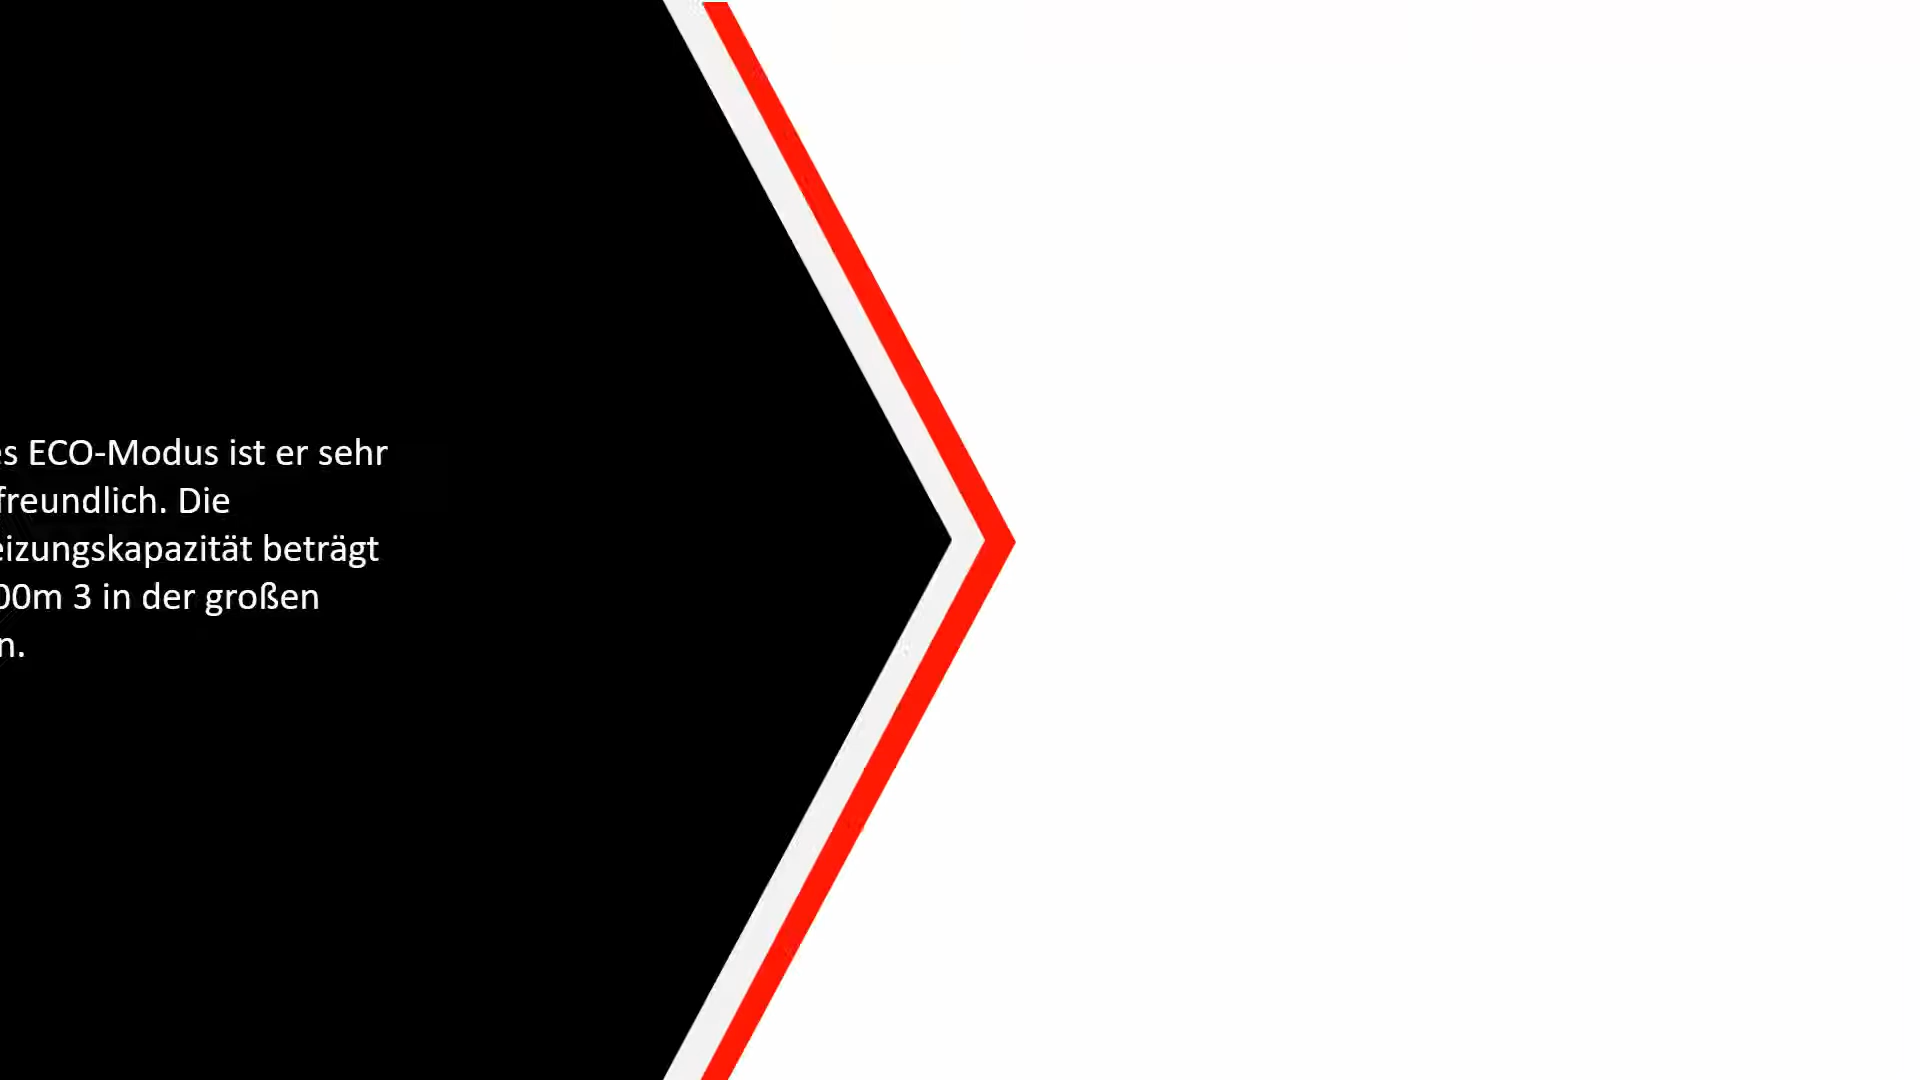 es ECO-Modus ist er sehr
freundlich. Die
eizungskapazität beträgt
00m 3 in der großen
n.